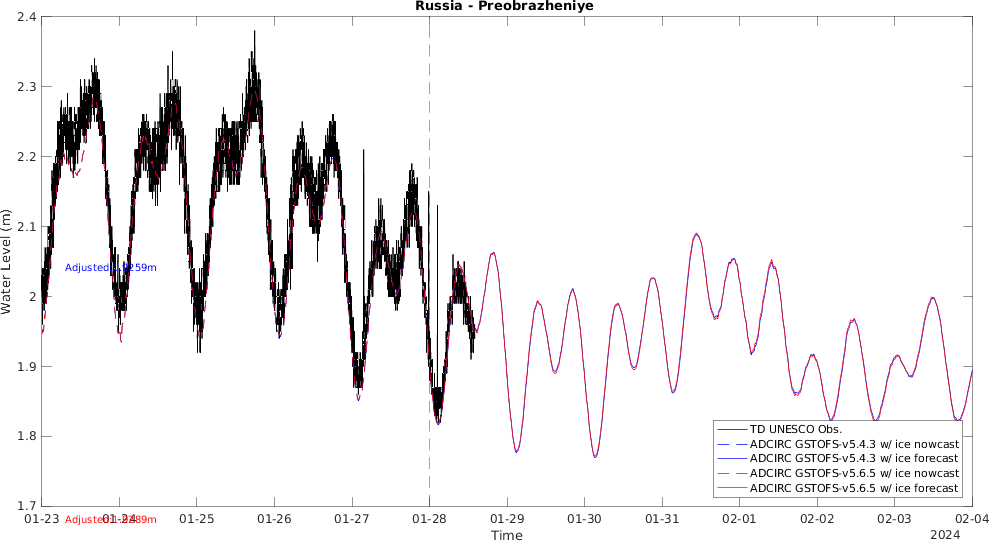 Russia - Preobrazheniye
2.4
2.3
2.2
2.1
2
1.9
1.8
1.7
Water Level (m)
Adjusted
TD UNESCO Obs.
ADCIRC GSTOFS-v5.4.3 w/ ice nowcast
ADCIRC GSTOFS-v5.4.3 w/ ice forecast
ADCIRC GSTOFS-v5.6.5 w/ ice nowcast
ADCIRC GSTOFS-v5.6.5 w/ ice forecast
01-23 01-24 01-25 01-26 01-27 01-28 01-29 01-30 01-31 02-01 02-02 02-03 02-04
Adjusted
Time
2024